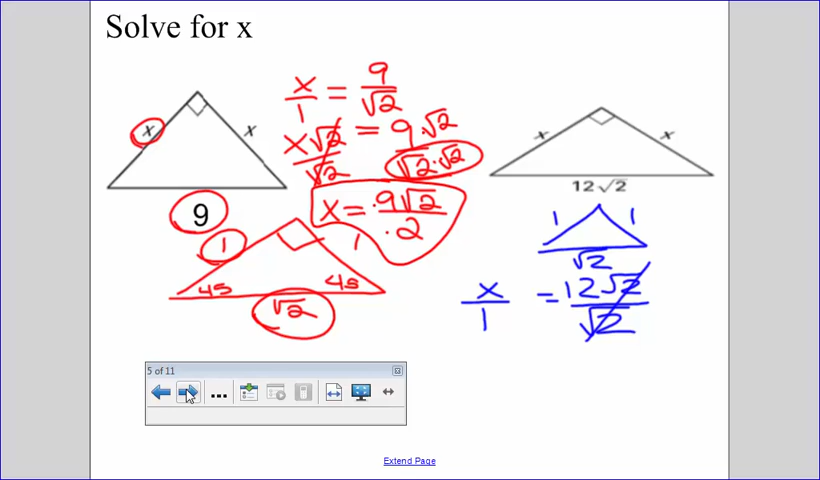 Solve for x
x
x
9
x/1 = 9/√2
x√2/√2 = 9·√2/√2·√2
x = 9√2/2
1
1
45
45
√2
x
x
12√2
1
1
√2
x/1 = 12√2/√2
5 of 11
...
Extend Page